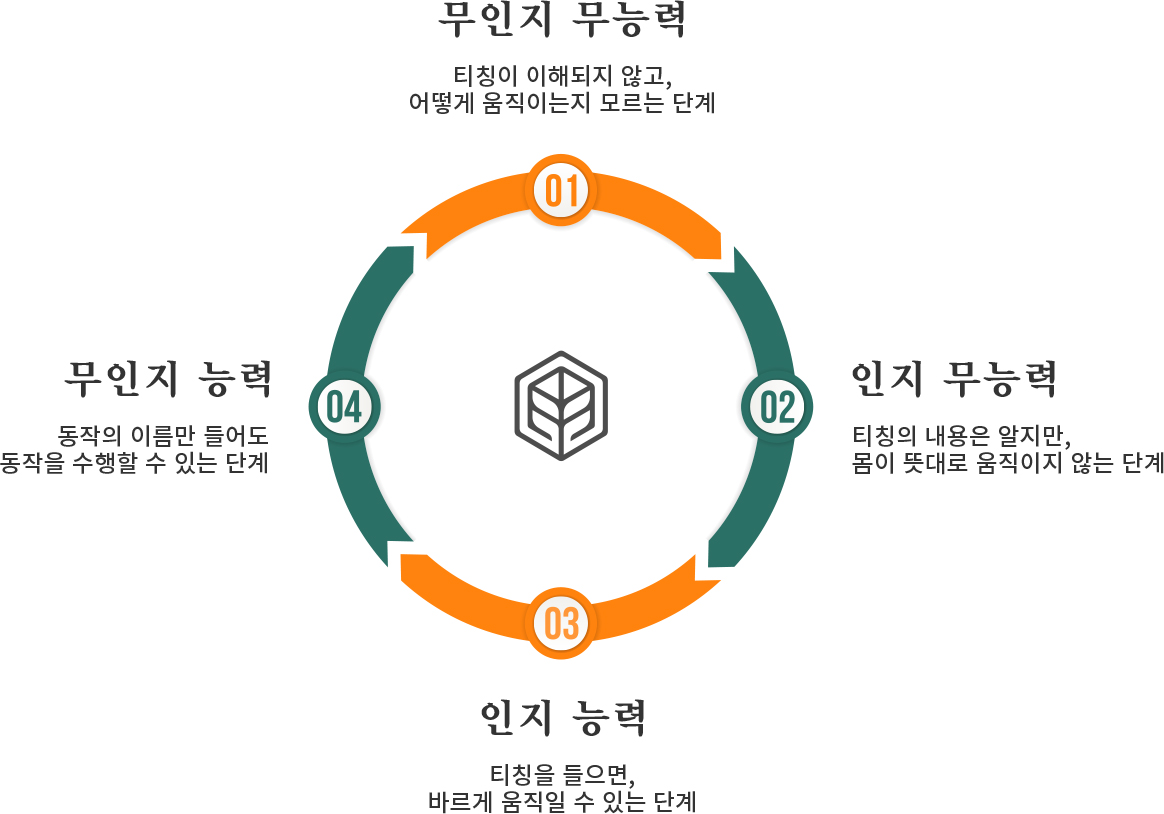 무인지 무능력
티칭이 이해되지 않고,
어떻게 움직이는지 모르는 단계
01
인지 무능력
티칭의 내용은 알지만,
몸이 뜻대로 움직이지 않는 단계
02
인지 능력
티칭을 들으면,
바르게 움직일 수 있는 단계
03
무인지 능력
동작의 이름만 들어도
동작을 수행할 수 있는 단계
04